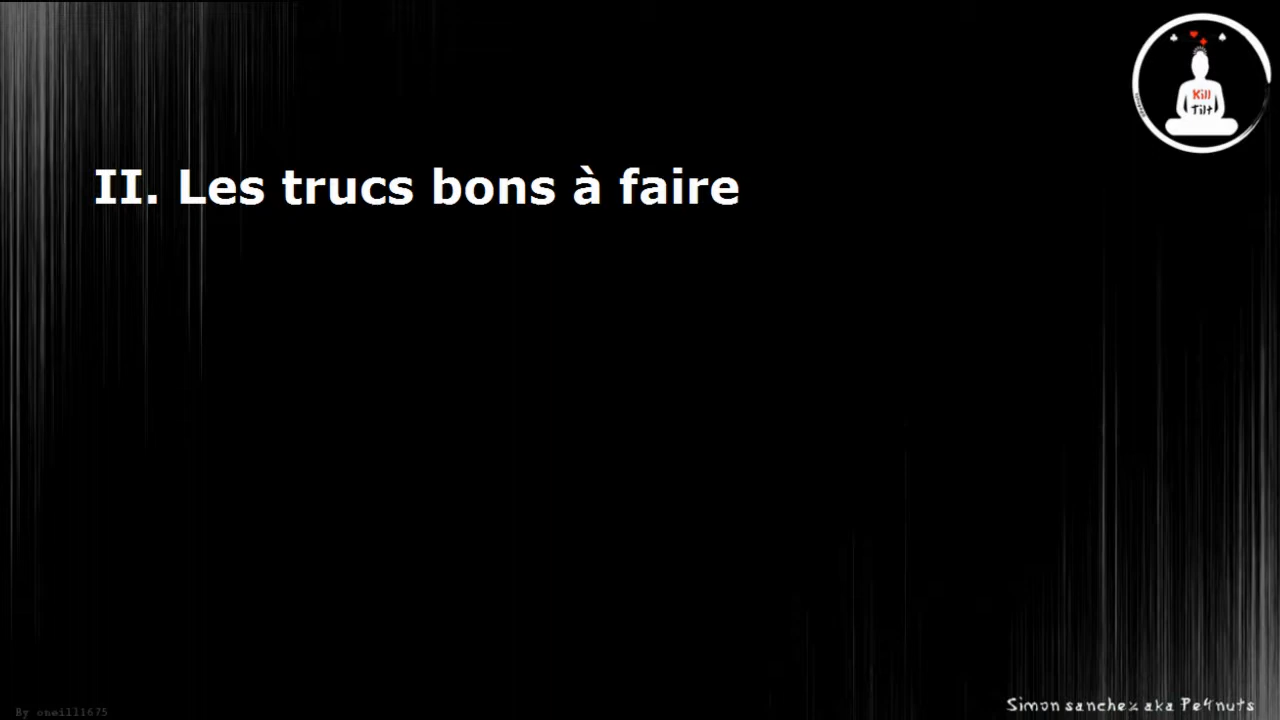 Kill
Tilt
II. Les trucs bons à faire
Simon sanchez aka Pe4nuts
By oneill1675